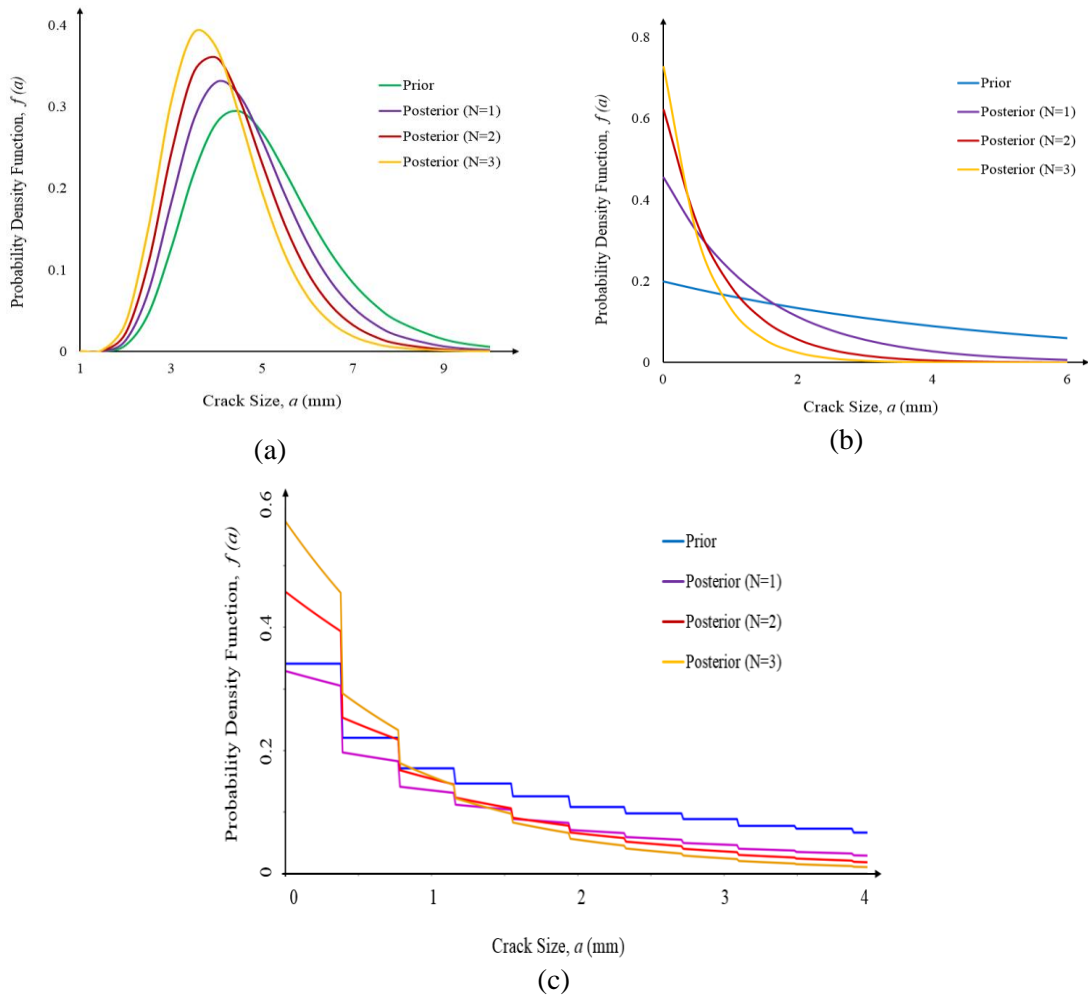 0.4
0.3
0.2
0.1
0
Probability Density Function, f (a)
Prior
Posterior (N=1)
Posterior (N=2)
Posterior (N=3)
1 3 5 7 9
Crack Size, a (mm)
(a)
0.8
0.6
0.4
0.2
0
Probability Density Function, f (a)
Prior
Posterior (N=1)
Posterior (N=2)
Posterior (N=3)
0 2 4 6
Crack Size, a (mm)
(b)
0.6
0.4
0.2
0
Probability Density Function, f (a)
Prior
Posterior (N=1)
Posterior (N=2)
Posterior (N=3)
0 1 2 3 4
Crack Size, a (mm)
(c)